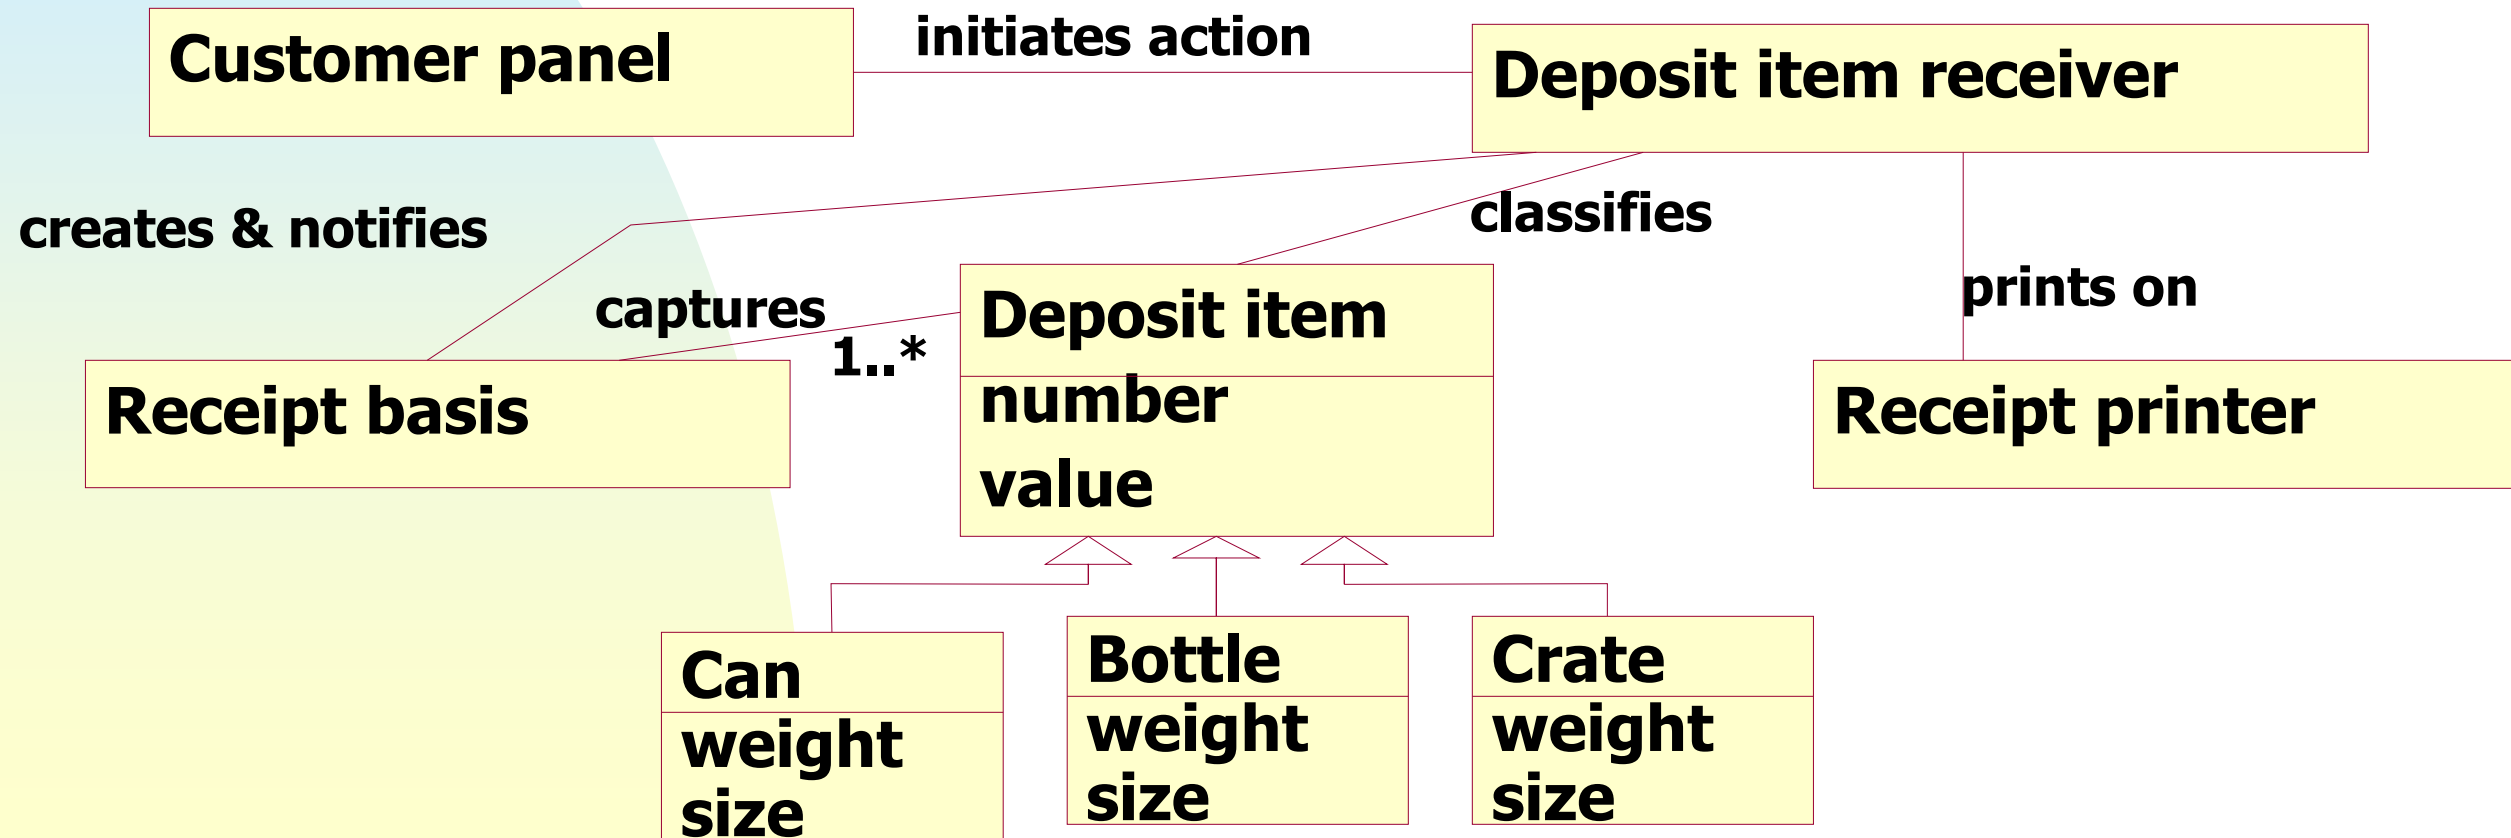 Customer panel
initiates action
Deposit item receiver
creates & notifies
classifies
captures
1..*
prints on
Receipt basis
Deposit item
number
value
Receipt printer
Can
weight
size
Bottle
weight
size
Crate
weight
size